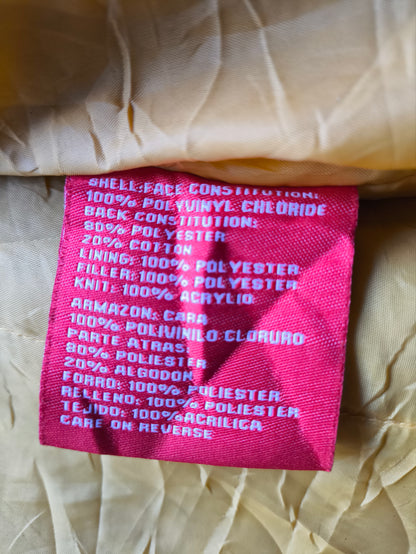 SHELL:FACE CONSTITUTION:
100% POLYVINYL CHLORIDE
BACK CONSTITUTION:
80% POLYESTER
20% COTTON
LINING: 100% POLYESTER
FILLER: 100% POLYESTER
KNIT: 100% ACRYLIC
ARMAZON: CARA
100% POLIVINILO CLORURO
PARTE ATRAS
80% POLIESTER
20% ALGODON
FORRO: 100% POLIESTER
RELLENO: 100% POLIESTER
TEJIDO: 100%ACRILICA
CARE ON REVERSE